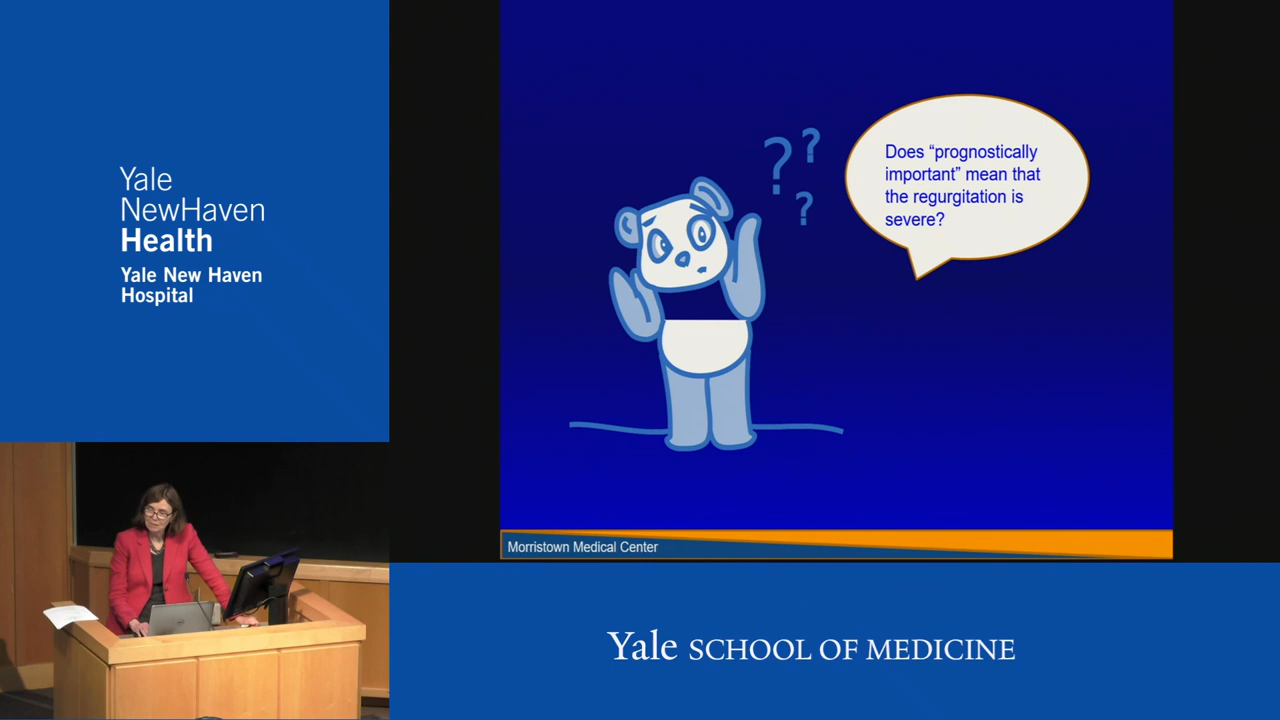 Yale
NewHaven
Health
Yale New Haven
Hospital
? ? ?
Does “prognostically
important” mean that
the regurgitation is
severe?
Morristown Medical Center
Yale SCHOOL OF MEDICINE